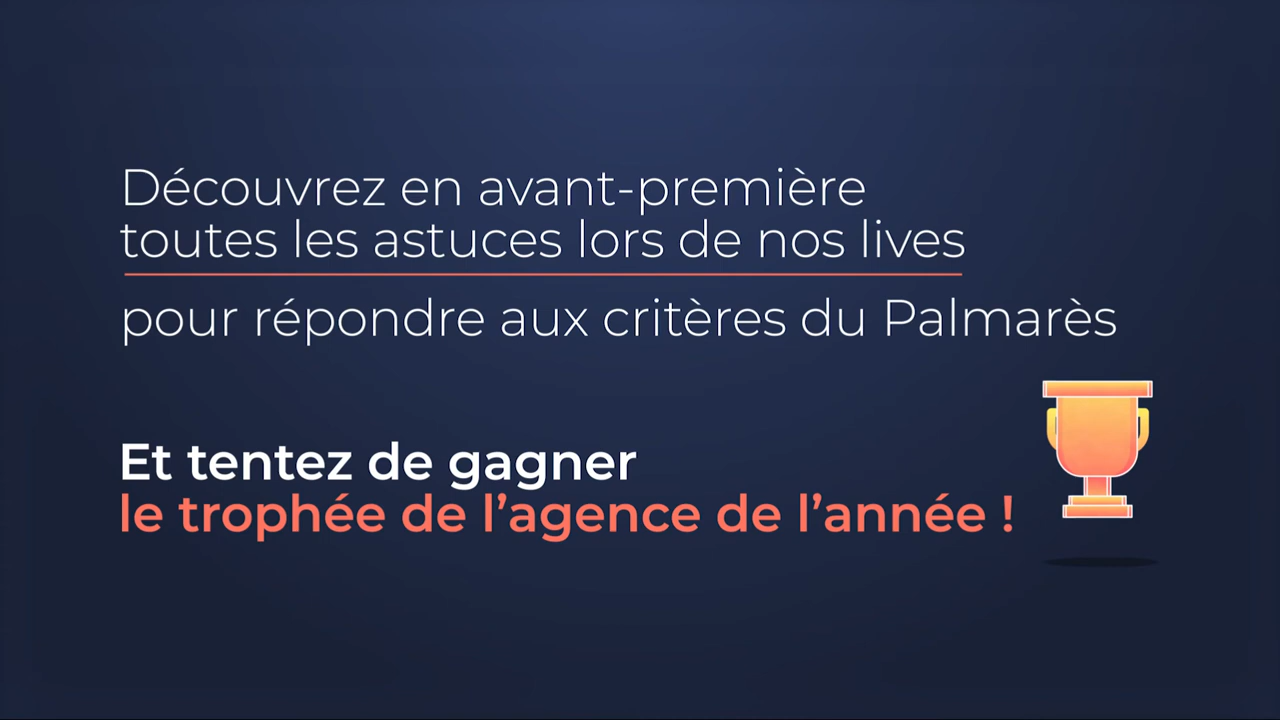 Découvrez en avant-première
toutes les astuces lors de nos lives
pour répondre aux critères du Palmarès
Et tentez de gagner
le trophée de l’agence de l’année !